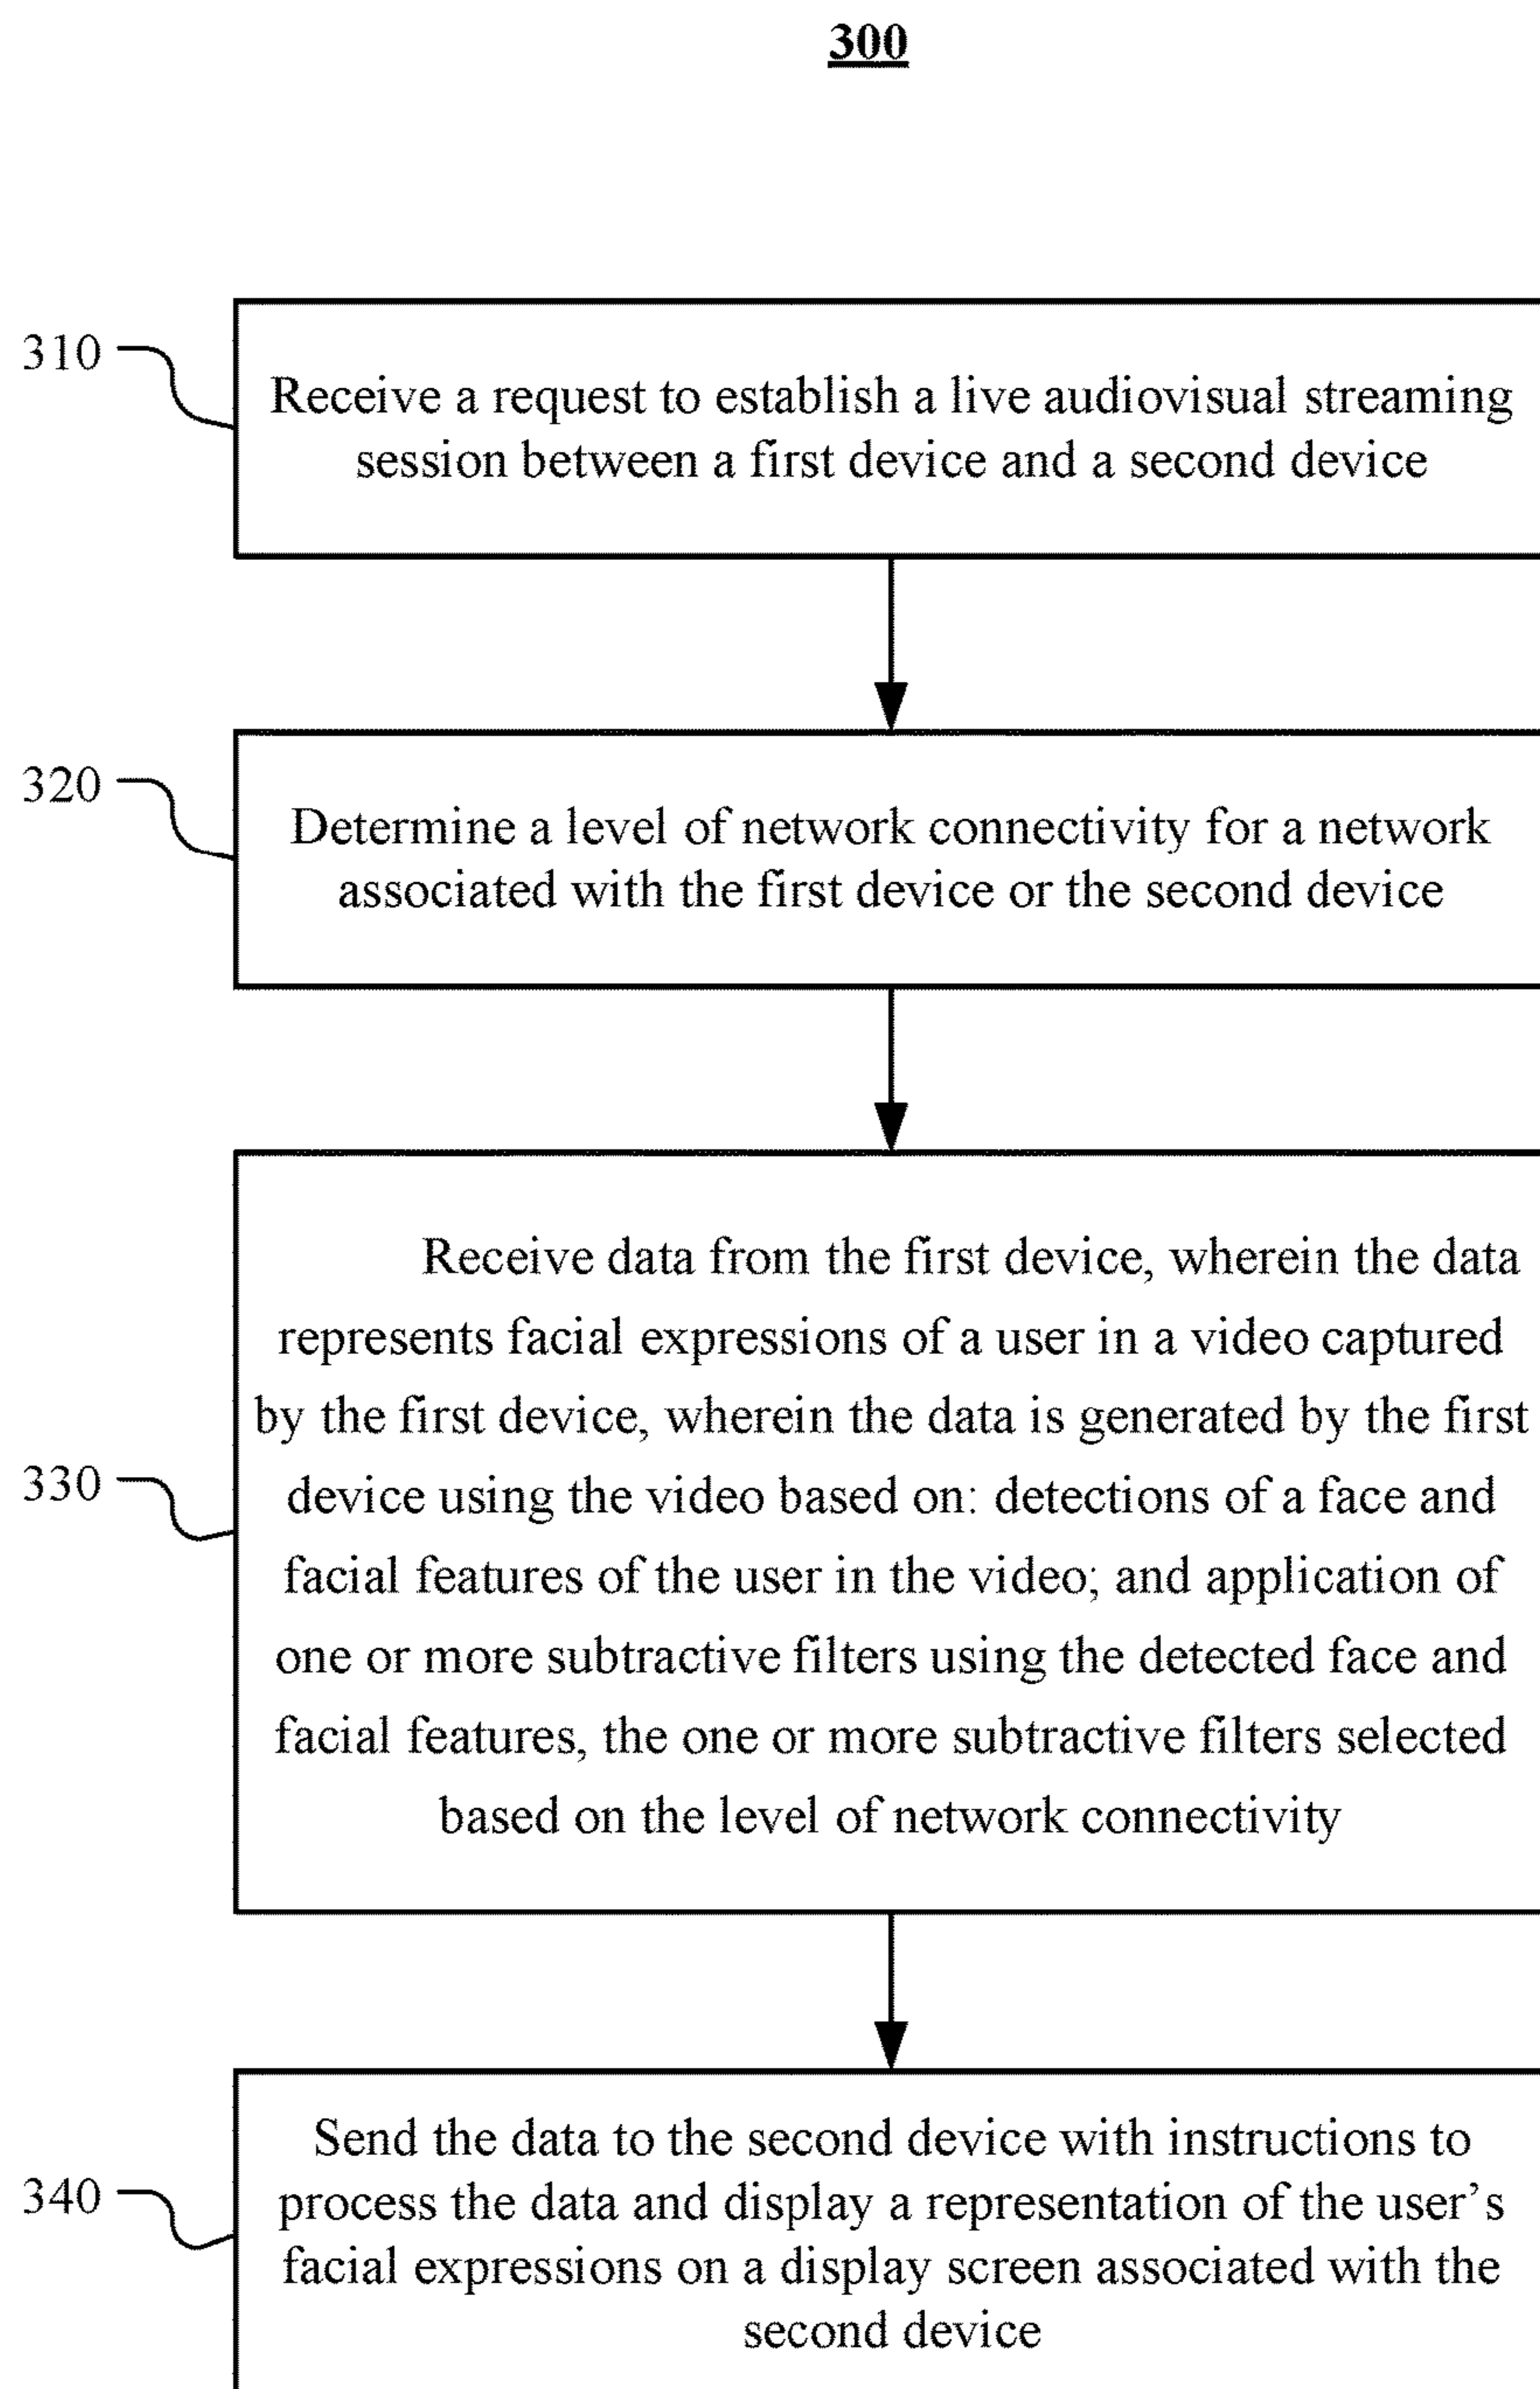 300
310
Receive a request to establish a live audiovisual streaming
session between a first device and a second device
320
Determine a level of network connectivity for a network
associated with the first device or the second device
330
Receive data from the first device, wherein the data
represents facial expressions of a user in a video captured
by the first device, wherein the data is generated by the first
device using the video based on: detections of a face and
facial features of the user in the video; and application of
one or more subtractive filters using the detected face and
facial features, the one or more subtractive filters selected
based on the level of network connectivity
340
Send the data to the second device with instructions to
process the data and display a representation of the user’s
facial expressions on a display screen associated with the
second device